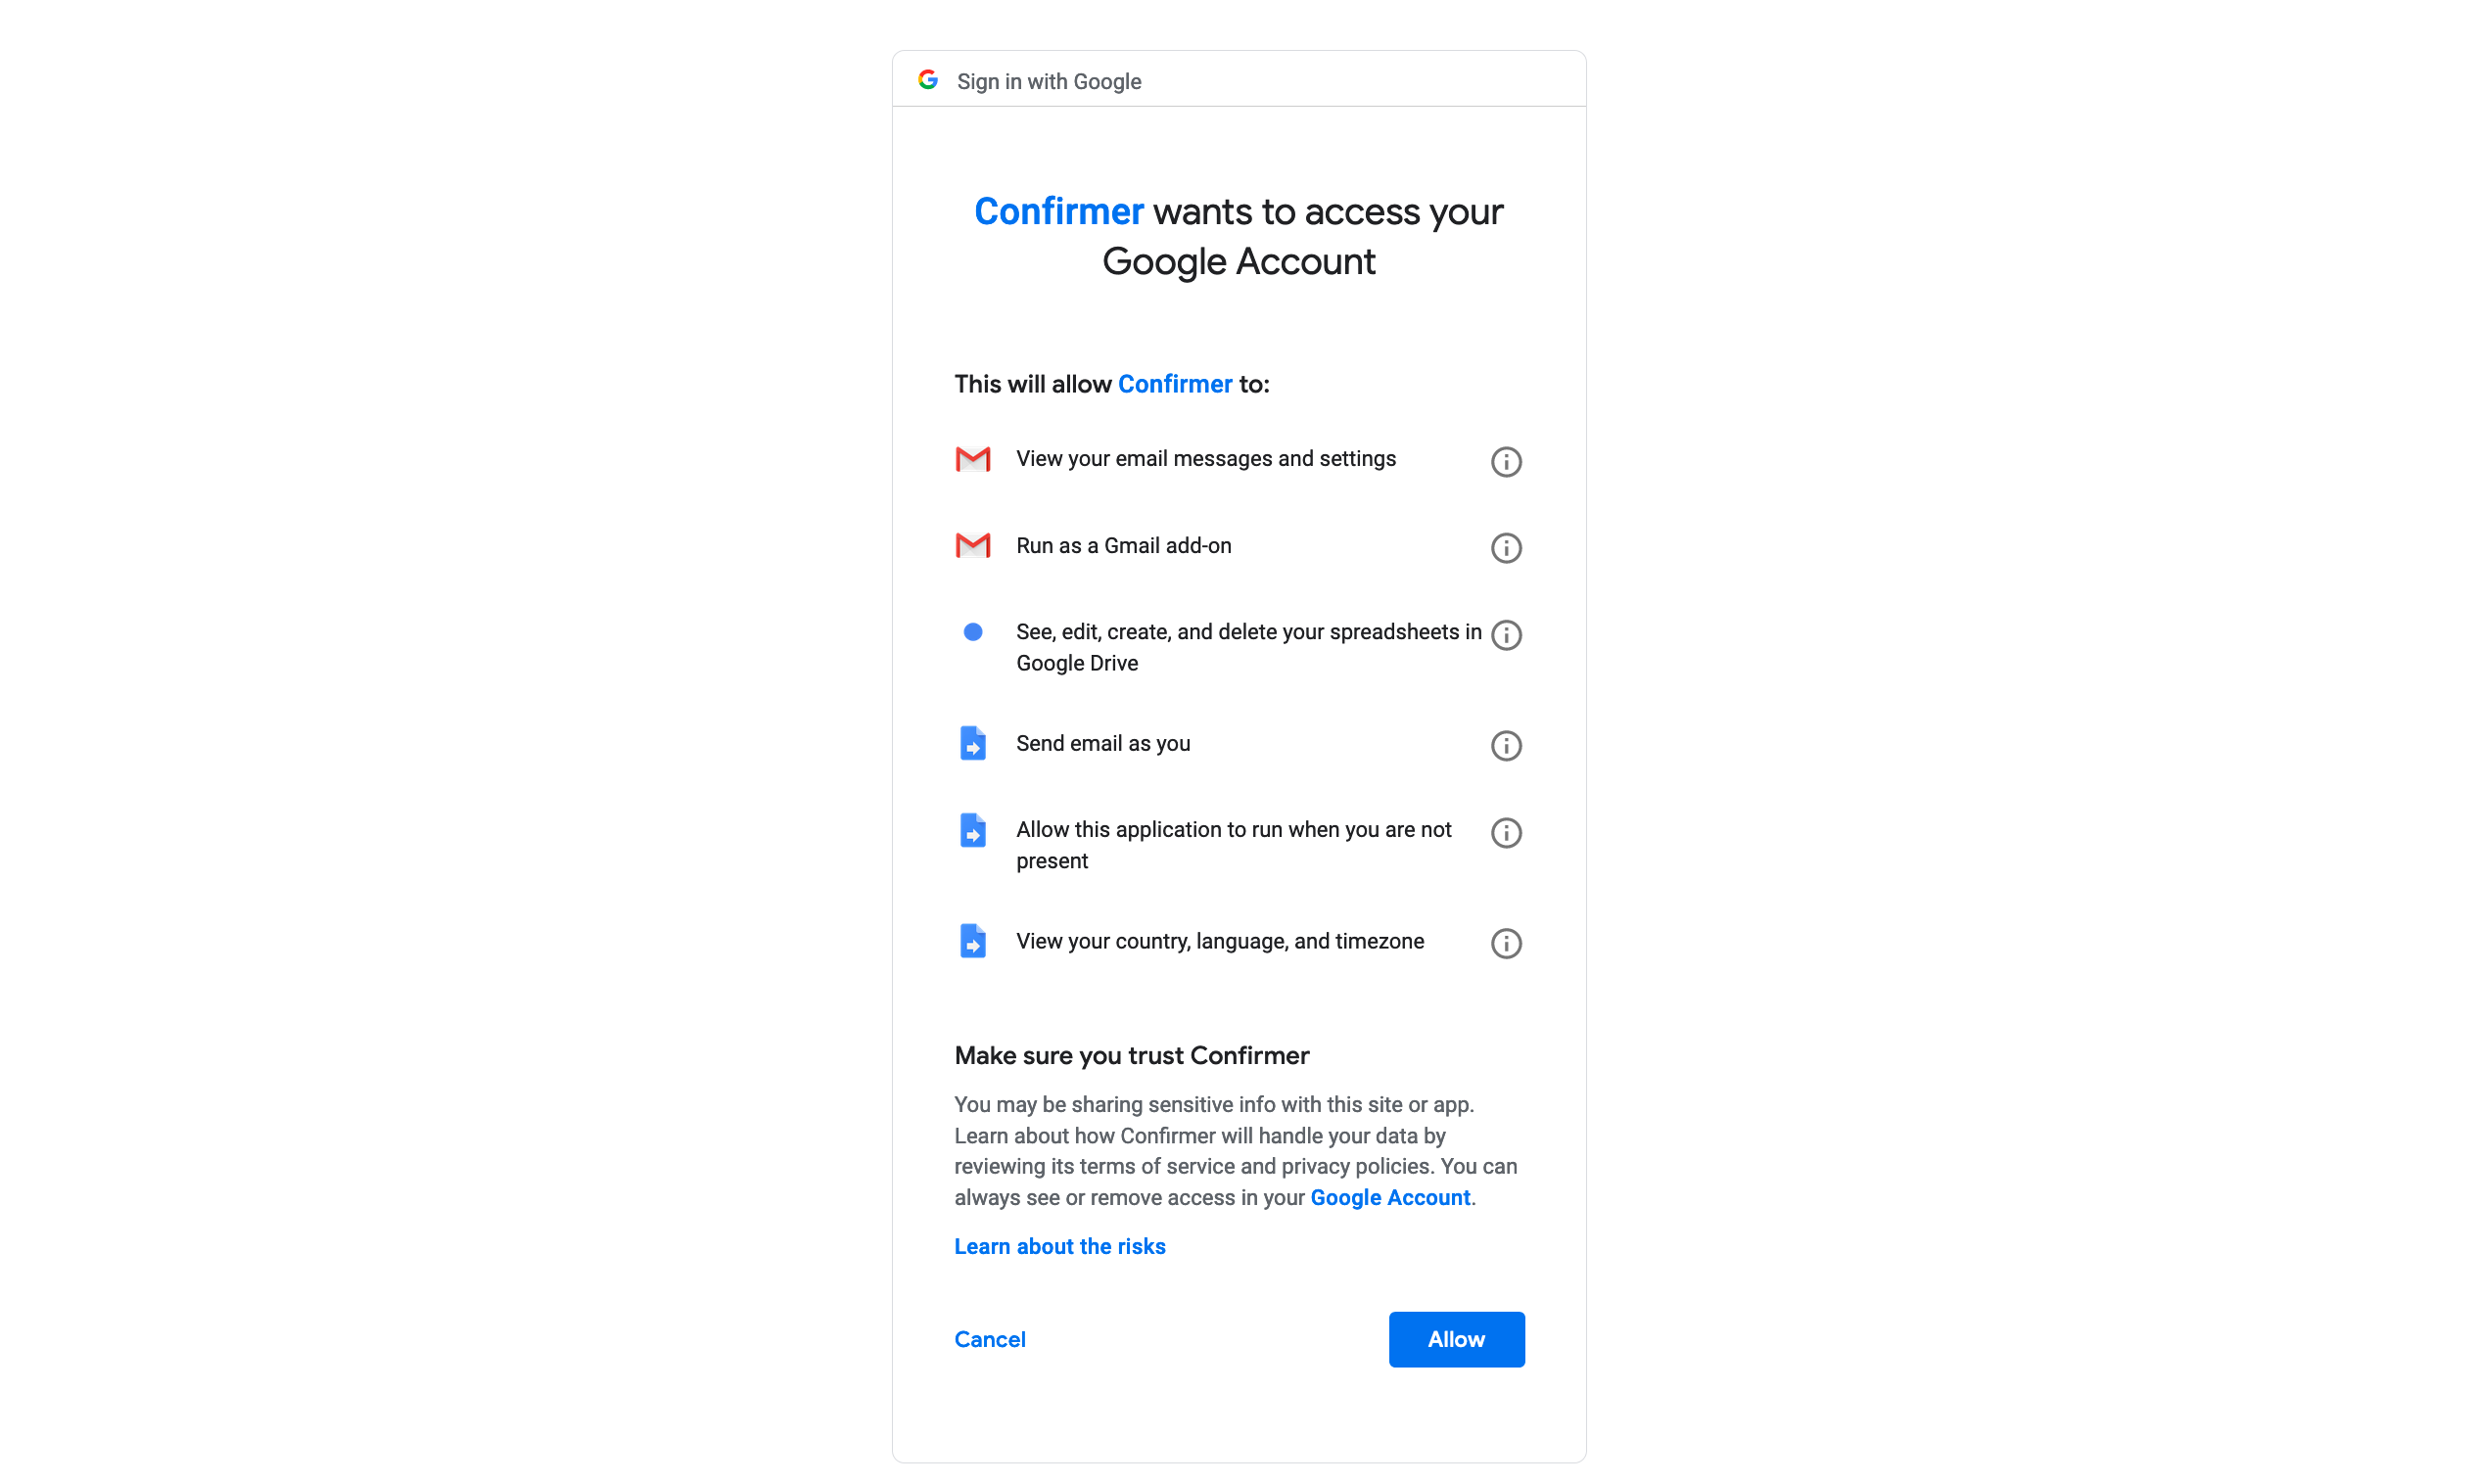 Sign in with Google
Confirmer wants to access your
Google Account
This will allow Confirmer to:
View your email messages and settings
Run as a Gmail add-on
See, edit, create, and delete your spreadsheets in
Google Drive
Send email as you
Allow this application to run when you are not
present
View your country, language, and timezone
Make sure you trust Confirmer
You may be sharing sensitive info with this site or app.
Learn about how Confirmer will handle your data by
reviewing its terms of service and privacy policies. You can
always see or remove access in your Google Account.
Learn about the risks
Cancel
Allow